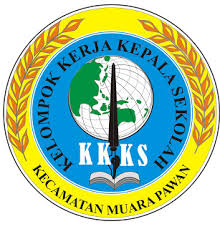 KELOMPOK KERJA KEPALA SEKOLAH
KKKS
KECAMATAN MUARA PAWAN